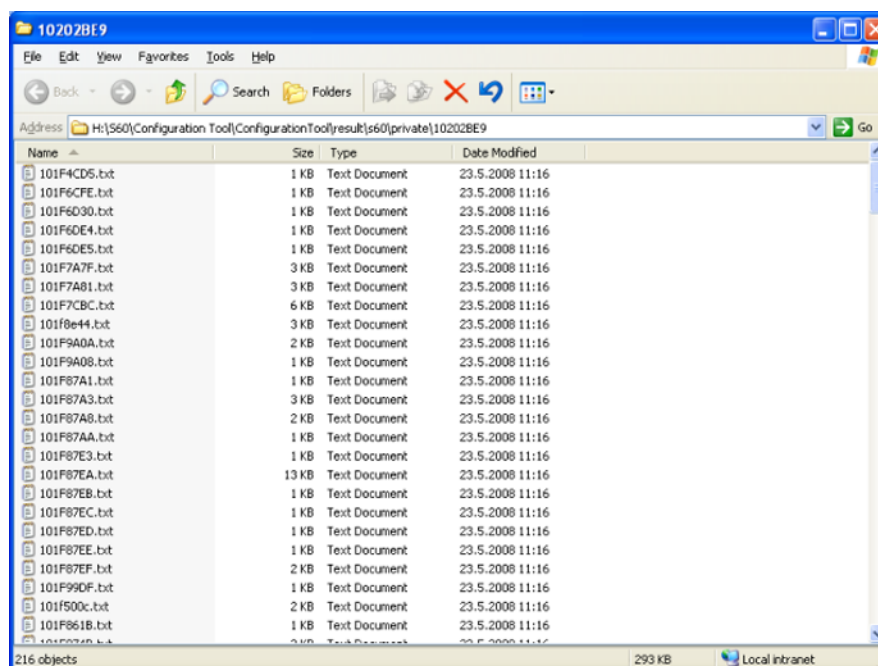 10202BE9
File Edit View Favorites Tools Help
Back Search Folders
Address H:\S60\Configuration Tool\ConfigurationTool\result\s60\private\10202BE9 Go
Name Size Type Date Modified
101F4CD5.txt 1 KB Text Document 23.5.2008 11:16
101F6CFE.txt 1 KB Text Document 23.5.2008 11:16
101F6D30.txt 1 KB Text Document 23.5.2008 11:16
101F6DE4.txt 1 KB Text Document 23.5.2008 11:16
101F6DE5.txt 1 KB Text Document 23.5.2008 11:16
101F7A7F.txt 3 KB Text Document 23.5.2008 11:16
101F7A81.txt 3 KB Text Document 23.5.2008 11:16
101F7CBC.txt 6 KB Text Document 23.5.2008 11:16
101f8e44.txt 3 KB Text Document 23.5.2008 11:16
101F9A0A.txt 2 KB Text Document 23.5.2008 11:16
101F9A08.txt 1 KB Text Document 23.5.2008 11:16
101F87A1.txt 1 KB Text Document 23.5.2008 11:16
101F87A3.txt 3 KB Text Document 23.5.2008 11:16
101F87A8.txt 2 KB Text Document 23.5.2008 11:16
101F87AA.txt 1 KB Text Document 23.5.2008 11:16
101F87E3.txt 1 KB Text Document 23.5.2008 11:16
101F87EA.txt 13 KB Text Document 23.5.2008 11:16
101F87EB.txt 1 KB Text Document 23.5.2008 11:16
101F87EC.txt 1 KB Text Document 23.5.2008 11:16
101F87ED.txt 1 KB Text Document 23.5.2008 11:16
101F87EE.txt 1 KB Text Document 23.5.2008 11:16
101F87EF.txt 2 KB Text Document 23.5.2008 11:16
101F99DF.txt 1 KB Text Document 23.5.2008 11:16
101f500c.txt 2 KB Text Document 23.5.2008 11:16
101F861B.txt 1 KB Text Document 23.5.2008 11:16
216 objects 293 KB Local intranet